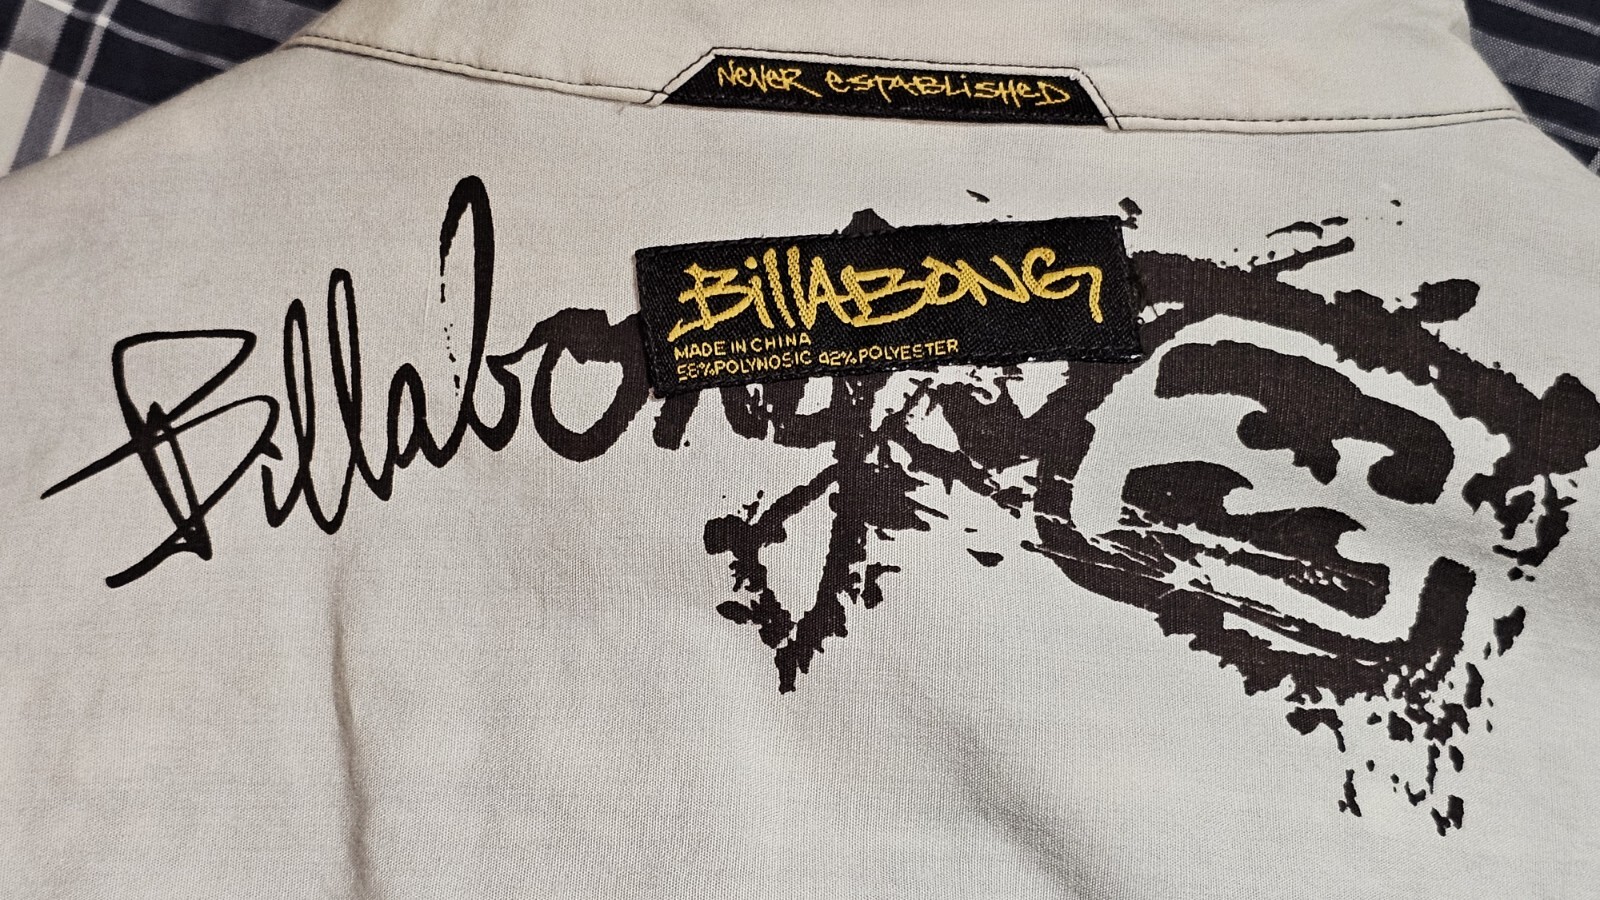 NEVER ESTABLISHED
Billabong
BillABONG
MADE IN CHINA
58%POLYNOSIC 42%POLYESTER